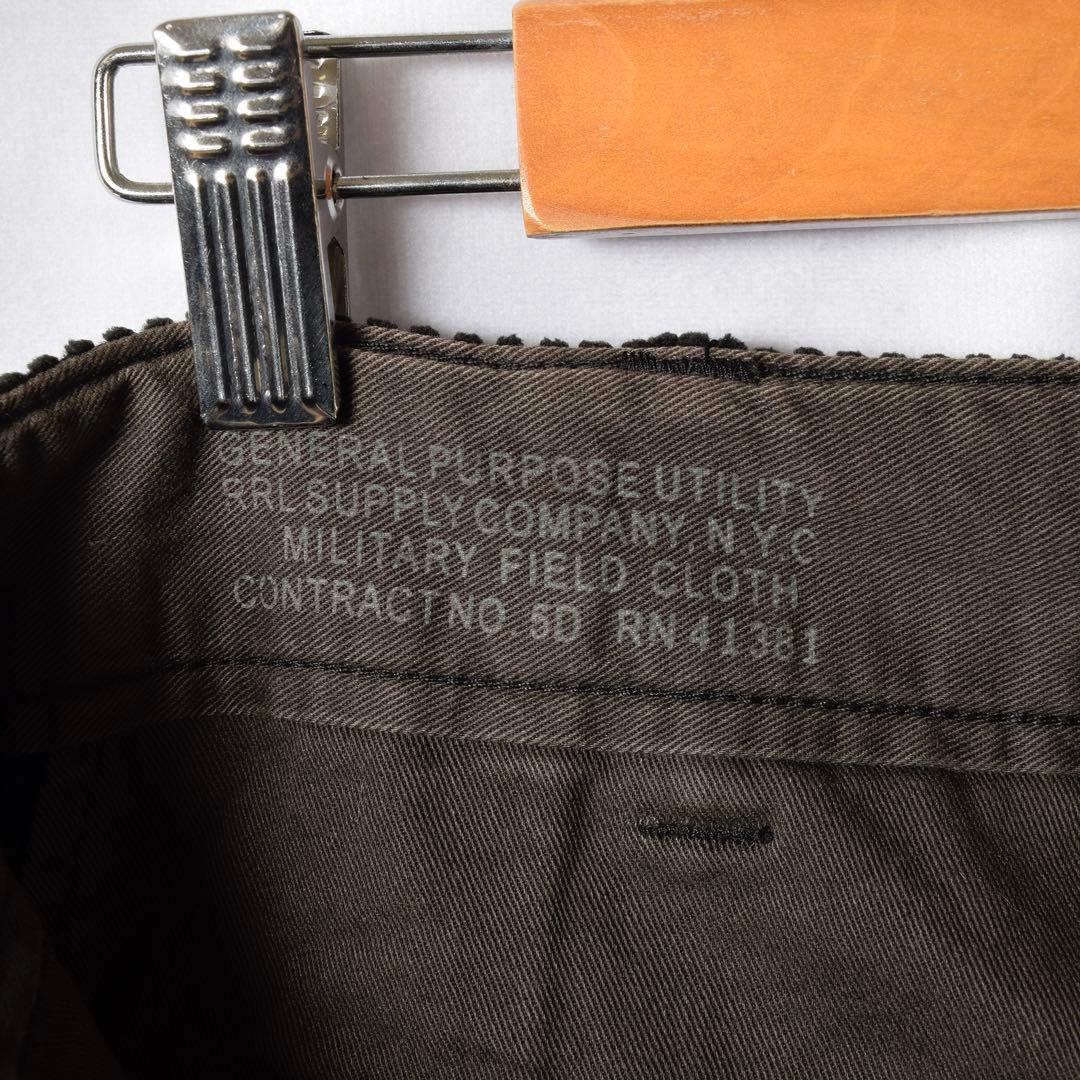 GENERAL PURPOSE UTILITY
RRL SUPPLY COMPANY, N.Y.C
MILITARY FIELD CLOTH
CONTRACT NO. 5D RN 41381